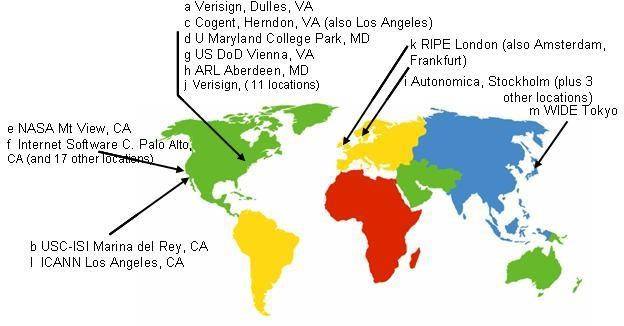 a Verisign, Dulles, VA
c Cogent, Herndon, VA (also Los Angeles)
d U Maryland College Park, MD
g US DoD Vienna, VA
h ARL Aberdeen, MD
j Verisign, ( 11 locations)
k RIPE London (also Amsterdam,
Frankfurt)
i Autonomica, Stockholm (plus 3
other locations)
m WIDE Tokyo
e NASA Mt View, CA
f Internet Software C. Palo Alto,
CA (and 17 other locations)
b USC-ISI Marina del Rey, CA
l ICANN Los Angeles, CA